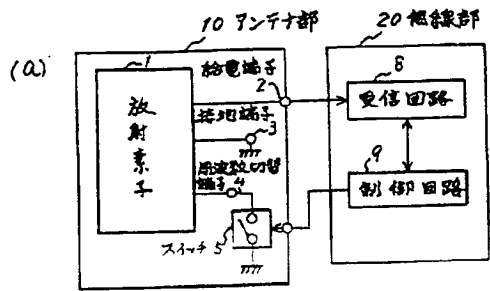 10 アンテナ部
20 無線部
(a)
1
給電端子
8
放射素子
2
受信回路
接地端子
3
周波数切替
端子 4
9
制御回路
スイッチ 5